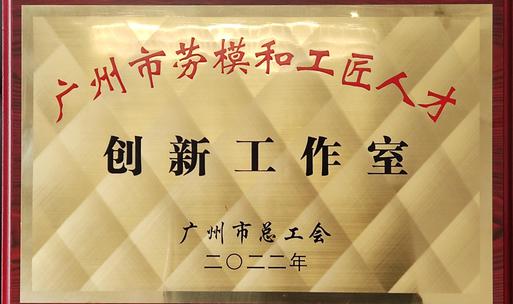 广州市劳模和工匠人才
创新工作室
广州市总工会
二〇二二年